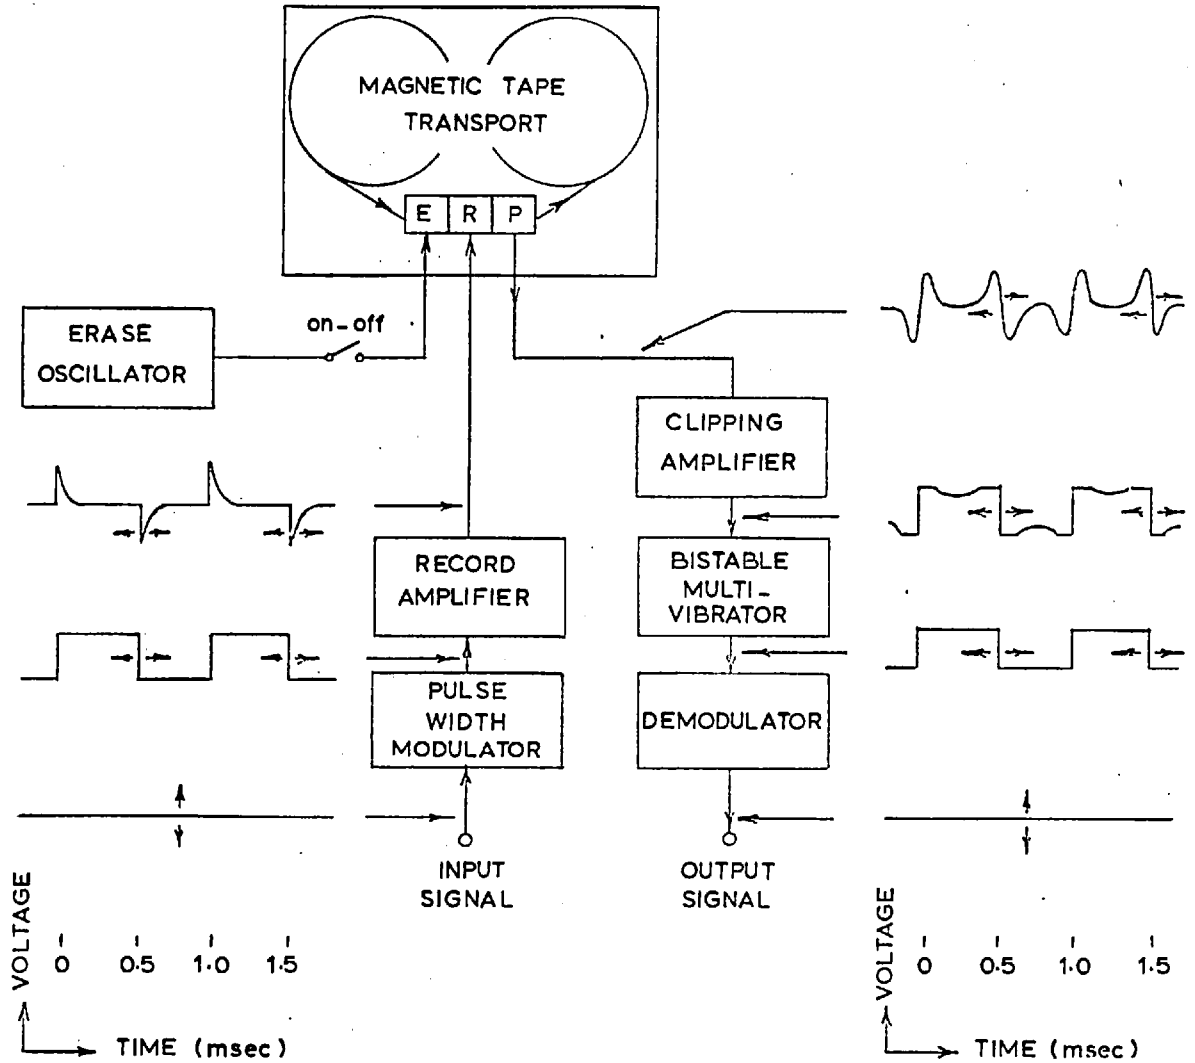 MAGNETIC TAPE
TRANSPORT
E R P
ERASE
OSCILLATOR
on-off
CLIPPING
AMPLIFIER
RECORD
AMPLIFIER
BISTABLE
MULTI-
VIBRATOR
PULSE
WIDTH
MODULATOR
DEMODULATOR
INPUT
SIGNAL
OUTPUT
SIGNAL
VOLTAGE
0 0.5 1.0 1.5
TIME (msec)
VOLTAGE
0 0.5 1.0 1.5
TIME (msec)